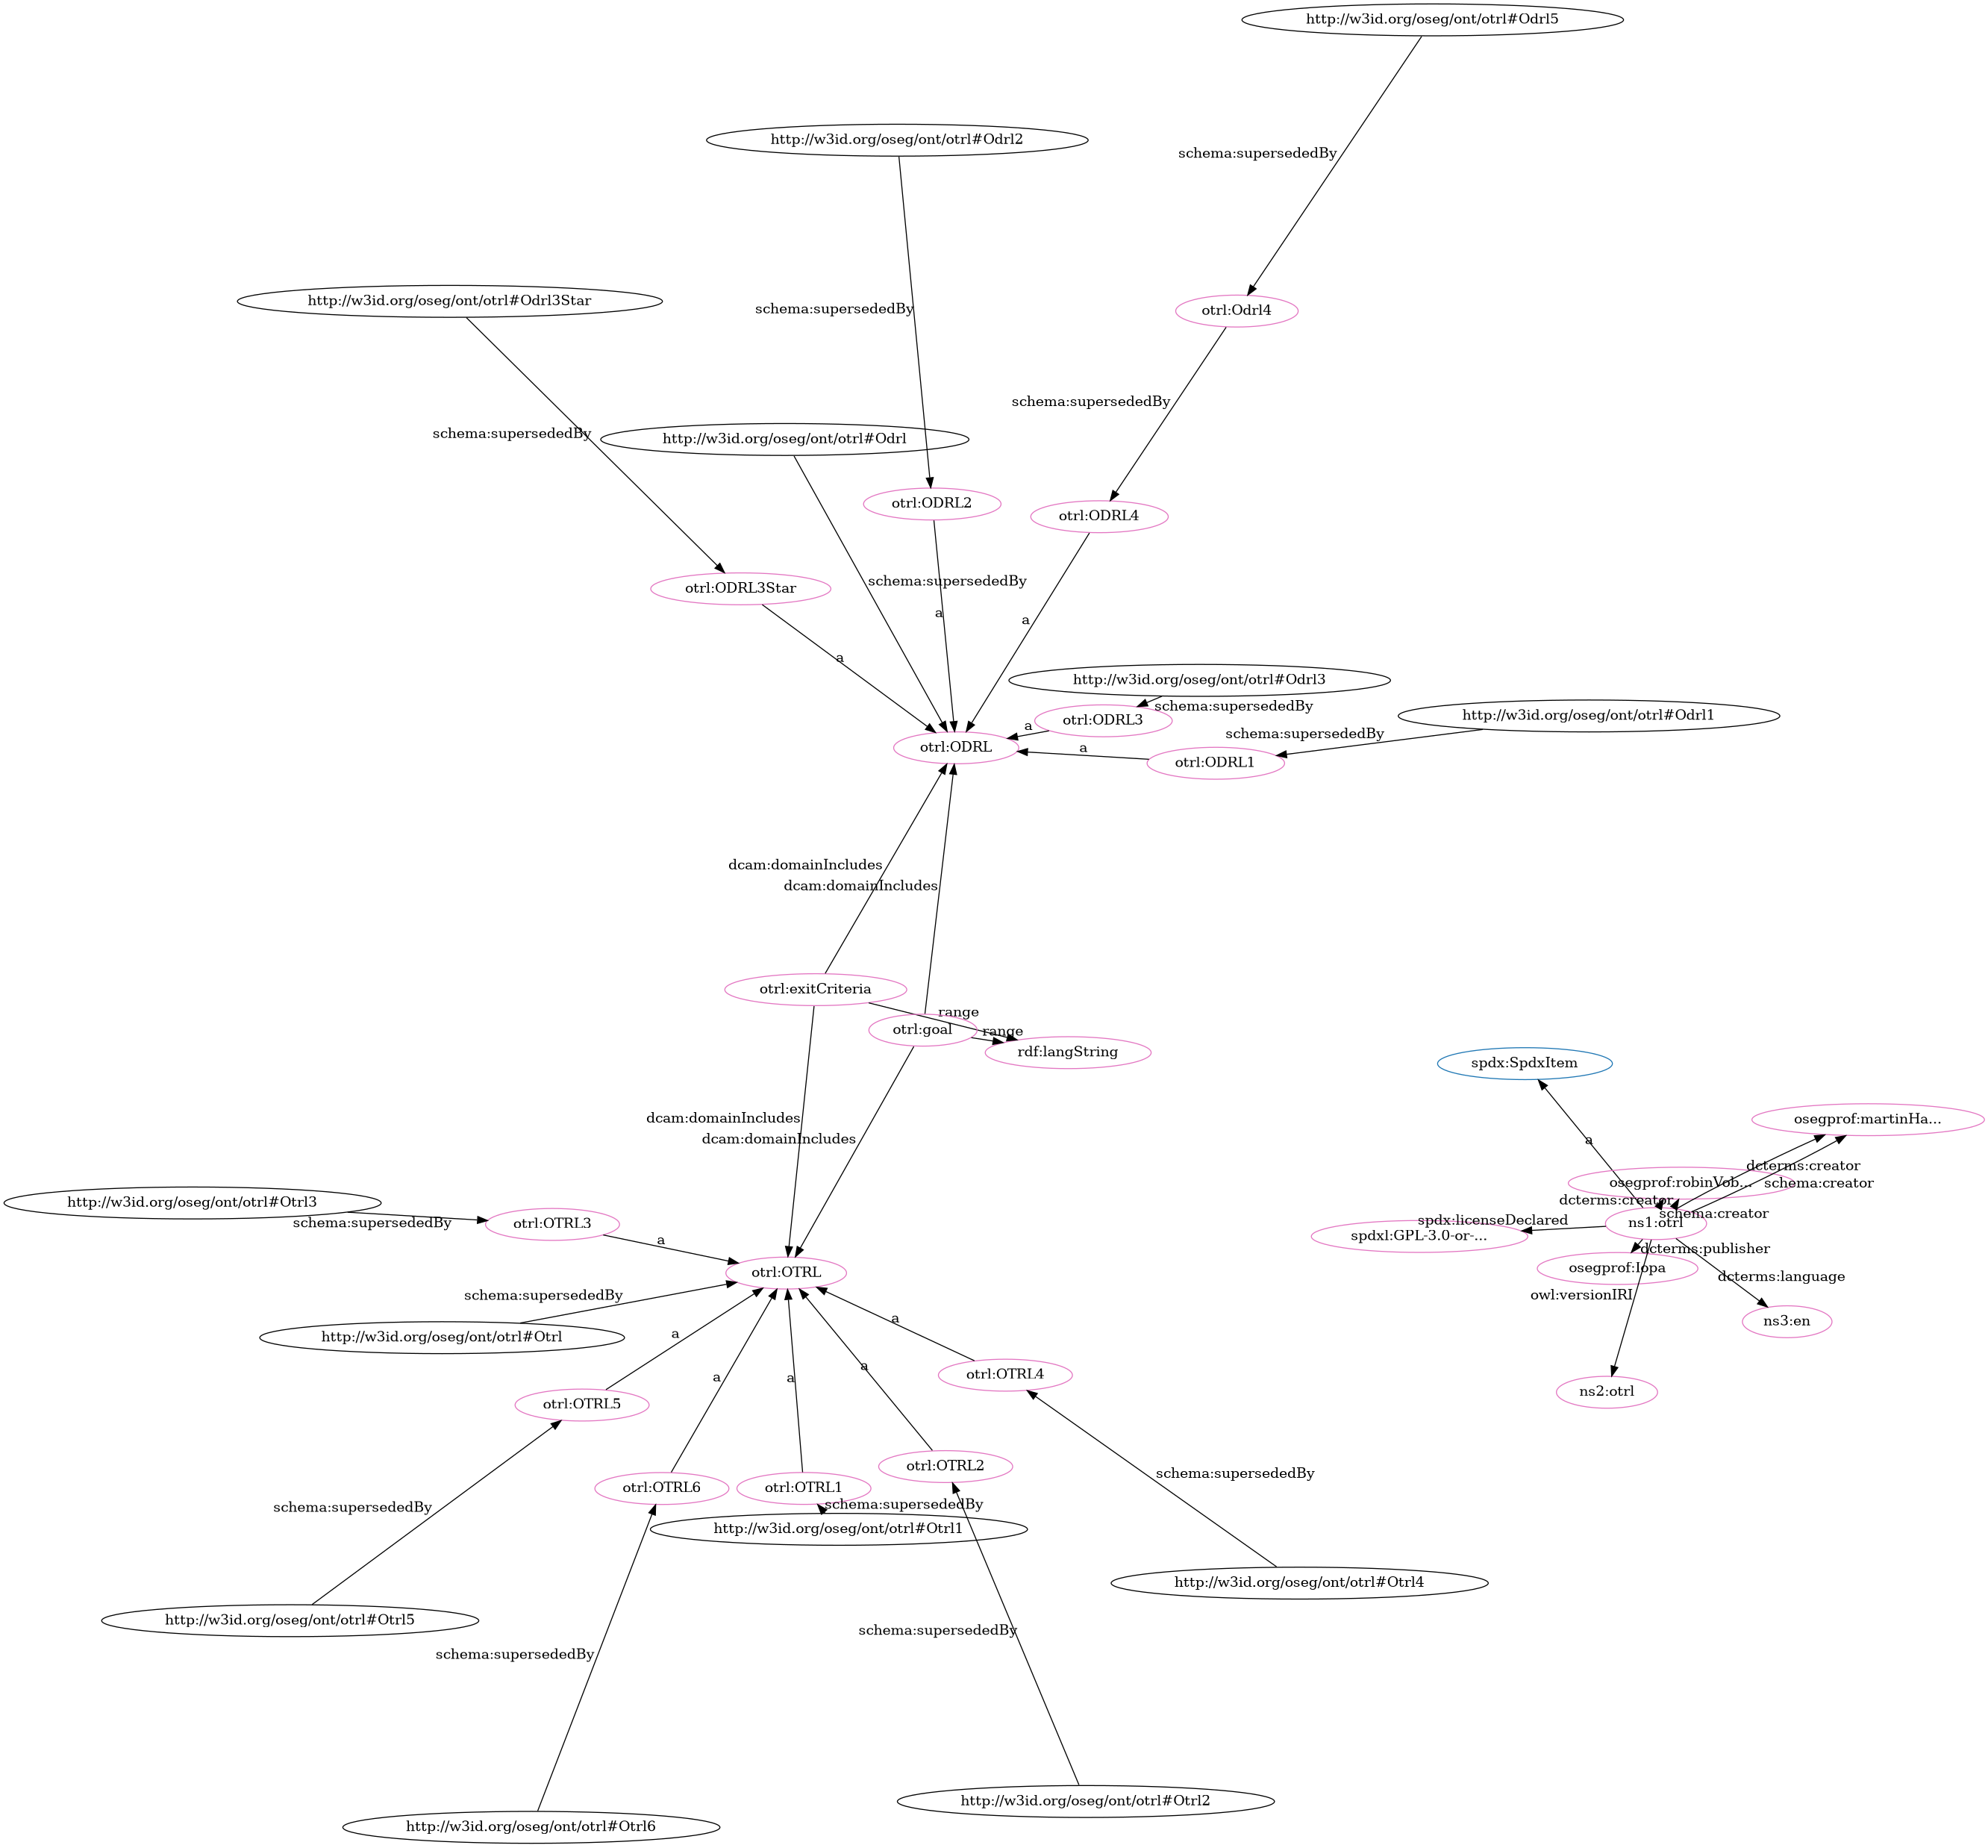 http://w3id.org/oseg/ont/otrl#Odrl5
http://w3id.org/oseg/ont/otrl#Odrl2
schema:supersededBy
http://w3id.org/oseg/ont/otrl#Odrl3Star
schema:supersededBy
otrl:Odrl4
schema:supersededBy
schema:supersededBy
http://w3id.org/oseg/ont/otrl#Odrl
otrl:ODRL2
otrl:ODRL4
schema:supersededBy
otrl:ODRL3Star
a
a
a
http://w3id.org/oseg/ont/otrl#Odrl3
schema:supersededBy
http://w3id.org/oseg/ont/otrl#Odrl1
otrl:ODRL3
a
schema:supersededBy
otrl:ODRL
a
otrl:ODRL1
dcam:domainIncludes
dcam:domainIncludes
otrl:exitCriteria
range
otrl:goal
range
rdf:langString
spdx:SpdxItem
dcam:domainIncludes
osegprof:martinHa...
dcam:domainIncludes
a
dcterms:creator
osegprof:robinVob...
schema:creator
http://w3id.org/oseg/ont/otrl#Otrl3
dcterms:creator
schema:creator
schema:supersededBy
otrl:OTRL3
spdx:licenseDeclared
ns1:otrl
spdxl:GPL-3.0-or-...
a
dcterms:publisher
otrl:OTRL
osegprof:Iopa
dcterms:language
schema:supersededBy
owl:versionIRI
a
a
http://w3id.org/oseg/ont/otrl#Otrl
ns3:en
a
otrl:OTRL4
a
a
ns2:otrl
otrl:OTRL5
otrl:OTRL2
schema:supersededBy
otrl:OTRL6
otrl:OTRL1
schema:supersededBy
schema:supersededBy
http://w3id.org/oseg/ont/otrl#Otrl1
http://w3id.org/oseg/ont/otrl#Otrl4
http://w3id.org/oseg/ont/otrl#Otrl5
schema:supersededBy
schema:supersededBy
http://w3id.org/oseg/ont/otrl#Otrl2
http://w3id.org/oseg/ont/otrl#Otrl6